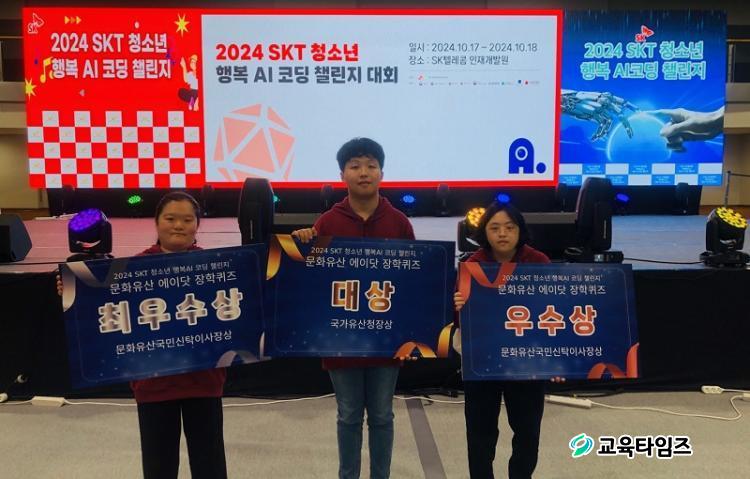 SK
2024 SKT 청소년
행복 AI 코딩 챌린지
2024 SKT 청소년
행복 AI 코딩 챌린지 대회
일시 : 2024.10.17 – 2024.10.18
장소 : SK텔레콤 인재개발원
A.
SK
2024 SKT 청소년
행복 AI코딩 챌린지
2024 SKT 청소년 행복AI 코딩 챌린지
문화유산 에이닷 장학퀴즈
최우수상
문화유산국민신탁이사장상
2024 SKT 청소년 행복AI 코딩 챌린지
문화유산 에이닷 장학퀴즈
대상
국가유산청장상
2024 SKT 청소년 행복AI 코딩 챌린지
문화유산 에이닷 장학퀴즈
우수상
문화유산국민신탁이사장상
교육타임즈